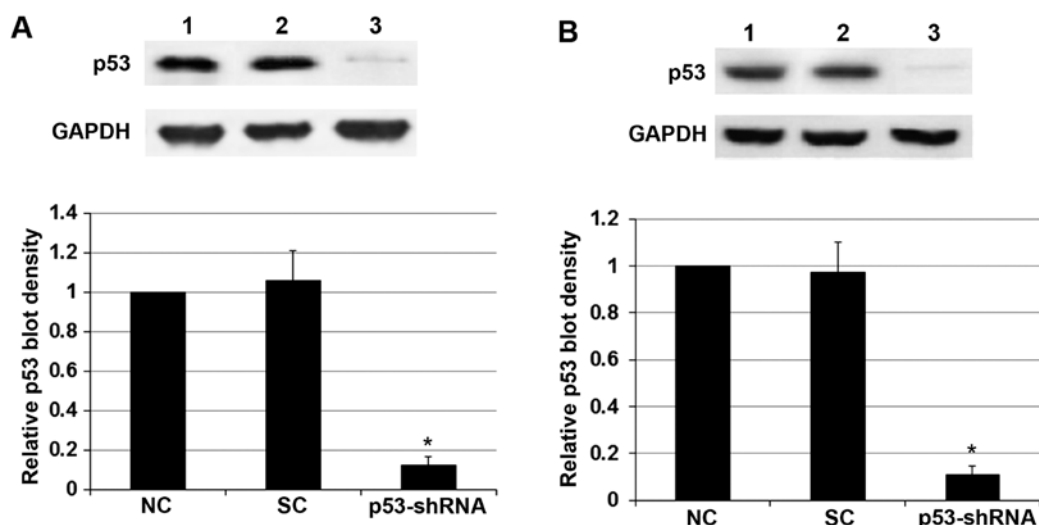 A
1 2 3
p53
GAPDH
Relative p53 blot density
1.4
1.2
1
0.8
0.6
0.4
0.2
0
*
NC SC p53-shRNA
B
1 2 3
p53
GAPDH
Relative p53 blot density
1.2
1
0.8
0.6
0.4
0.2
0
*
NC SC p53-shRNA